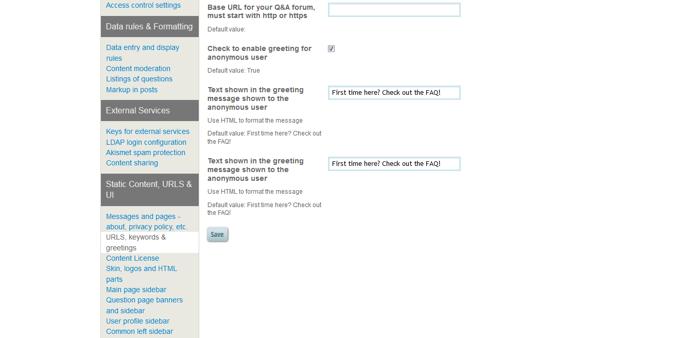 Access control settings
Data rules & Formatting
Data entry and display
rules
Content moderation
Listings of questions
Markup in posts
External Services
Keys for external services
LDAP login configuration
Akismet spam protection
Content sharing
Static Content, URLS &
UI
Messages and pages -
about, privacy policy, etc.
URLS, keywords &
greetings
Content License
Skin, logos and HTML
parts
Main page sidebar
Question page banners
and sidebar
User profile sidebar
Common left sidebar
Base URL for your Q&A forum,
must start with http or https
Default value:
Check to enable greeting for
anonymous user
Default value: True
Text shown in the greeting
message shown to the
anonymous user
First time here? Check out the FAQ!
Use HTML to format the message
Default value: First time here? Check out
the FAQ!
Text shown in the greeting
message shown to the
anonymous user
First time here? Check out the FAQ!
Use HTML to format the message
Default value: First time here? Check out
the FAQ!
Save